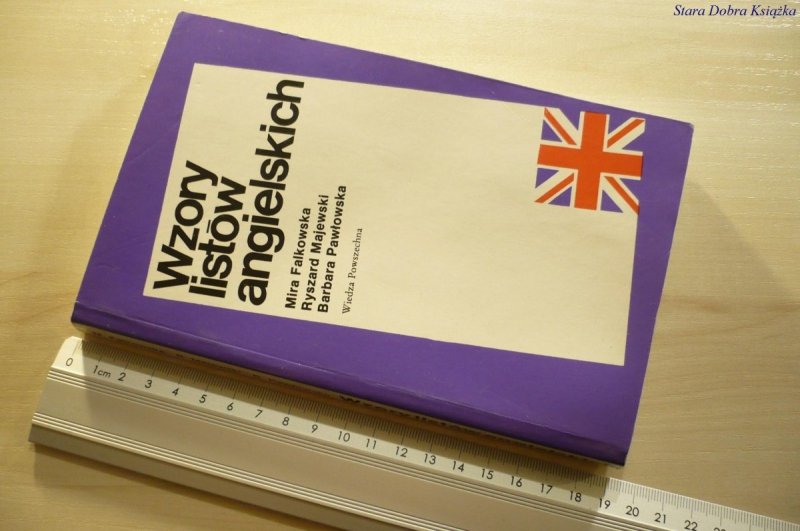 Stara Dobra Książka
Wzory
listów
angielskich
Mira Falkowska
Ryszard Majewski
Barbara Pawłowska
Wiedza Powszechna
0 1cm 2 3 4 5 6 7 8 9 10 11 12 13 14 15 16 17 18 19 20 21 22